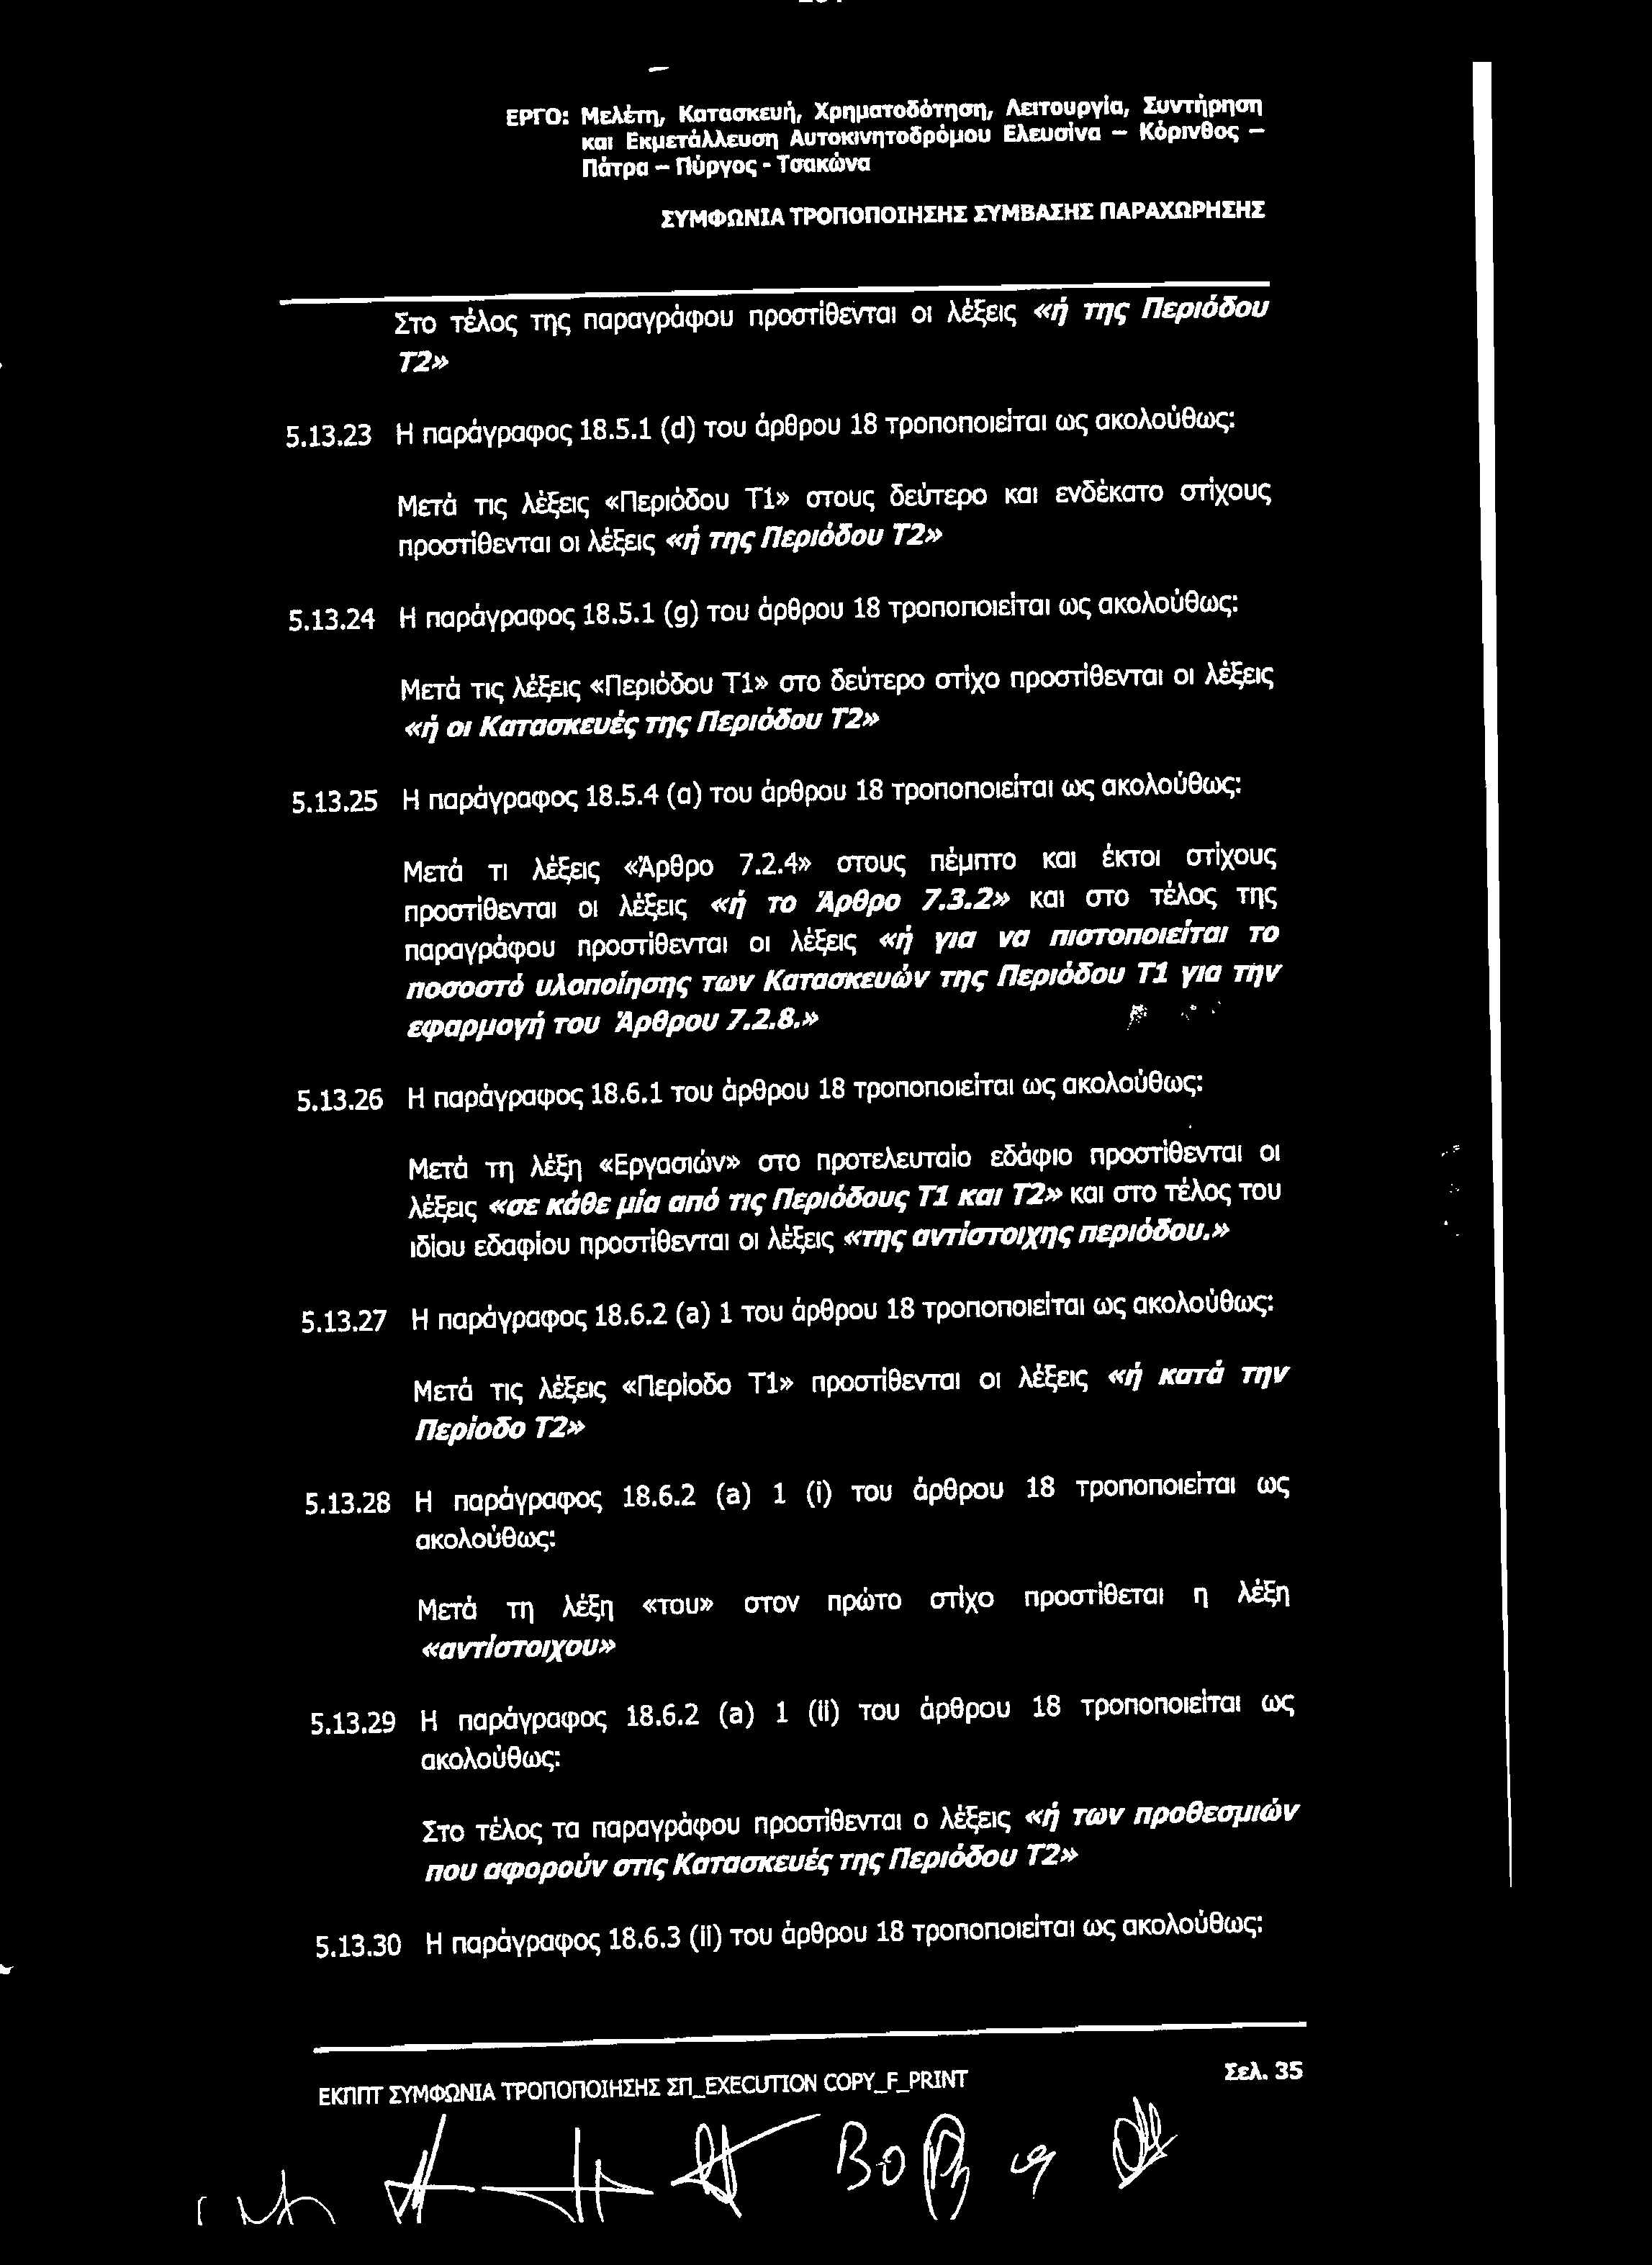 ΕΡΓΟ: Μελέτη, Κατασκευή, Χρηματοδότηση, Λειτουργία, Συντήρηση
και Εκμετάλλευση Αυτοκινητοδρόμου Ελευσίνα – Κόρινθος –
Πάτρα – Πύργος - Τσακώνα
ΣΥΜΦΩΝΙΑ ΤΡΟΠΟΠΟΙΗΣΗΣ ΣΥΜΒΑΣΗΣ ΠΑΡΑΧΩΡΗΣΗΣ
Στο τέλος της παραγράφου προστίθενται οι λέξεις «ή της Περιόδου
Τ2»
5.13.23 Η παράγραφος 18.5.1 (d) του άρθρου 18 τροποποιείται ως ακολούθως:
Μετά τις λέξεις «Περιόδου Τ1» στους δεύτερο και ενδέκατο στίχους
προστίθενται οι λέξεις «ή της Περιόδου Τ2»
5.13.24 Η παράγραφος 18.5.1 (g) του άρθρου 18 τροποποιείται ως ακολούθως:
Μετά τις λέξεις «Περιόδου Τ1» στο δεύτερο στίχο προστίθενται οι λέξεις
«ή οι Κατασκευές της Περιόδου Τ2»
5.13.25 Η παράγραφος 18.5.4 (α) του άρθρου 18 τροποποιείται ως ακολούθως:
Μετά τι λέξεις «Άρθρο 7.2.4» στους πέμπτο και έκτοι στίχους
προστίθενται οι λέξεις «ή το Άρθρο 7.3.2» και στο τέλος της
παραγράφου προστίθενται οι λέξεις «ή για να πιστοποιείται το
ποσοστό υλοποίησης των Κατασκευών της Περιόδου Τ1 για την
εφαρμογή του Άρθρου 7.2.8.»
5.13.26 Η παράγραφος 18.6.1 του άρθρου 18 τροποποιείται ως ακολούθως:
Μετά τη λέξη «Εργασιών» στο προτελευταίο εδάφιο προστίθενται οι
λέξεις «σε κάθε μία από τις Περιόδους Τ1 και Τ2» και στο τέλος του
ιδίου εδαφίου προστίθενται οι λέξεις «της αντίστοιχης περιόδου.»
5.13.27 Η παράγραφος 18.6.2 (a) 1 του άρθρου 18 τροποποιείται ως ακολούθως:
Μετά τις λέξεις «Περίοδο Τ1» προστίθενται οι λέξεις «ή κατά την
Περίοδο Τ2»
5.13.28 Η παράγραφος 18.6.2 (a) 1 (i) του άρθρου 18 τροποποιείται ως
ακολούθως:
Μετά τη λέξη «του» στον πρώτο στίχο προστίθεται η λέξη
«αντίστοιχου»
5.13.29 Η παράγραφος 18.6.2 (a) 1 (ii) του άρθρου 18 τροποποιείται ως
ακολούθως:
Στο τέλος τα παραγράφου προστίθενται ο λέξεις «ή των προθεσμιών
που αφορούν στις Κατασκευές της Περιόδου Τ2»
5.13.30 Η παράγραφος 18.6.3 (ii) του άρθρου 18 τροποποιείται ως ακολούθως:
ΕΚΠΠΤ ΣΥΜΦΩΝΙΑ ΤΡΟΠΟΠΟΙΗΣΗΣ ΣΠ_EXECUTION COPY_F_PRINT Σελ. 35